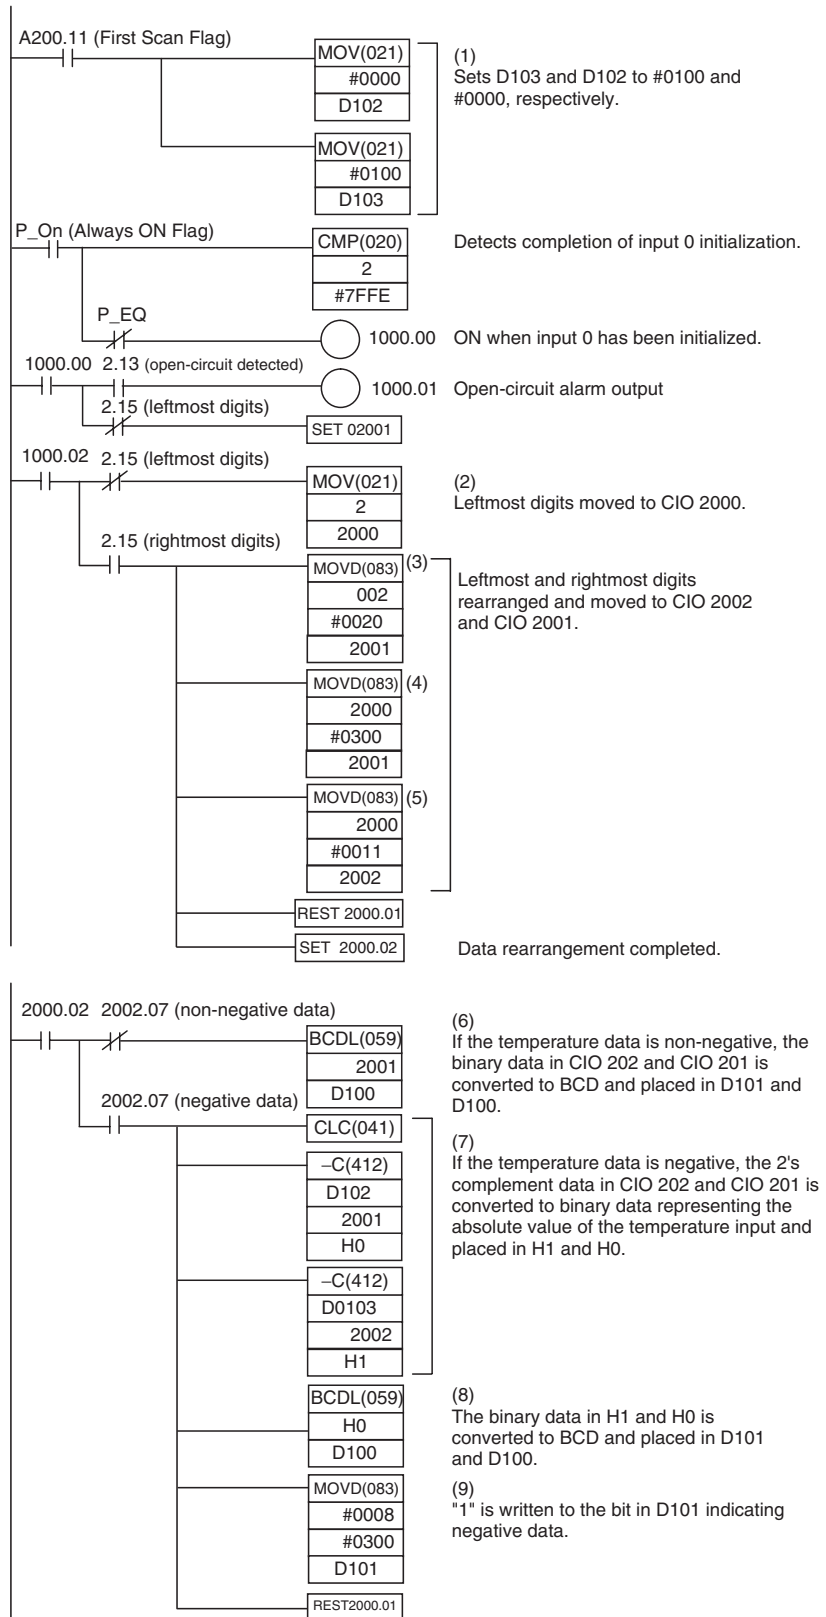 A200.11 (First Scan Flag)
MOV(021)
#0000
D102
(1)
Sets D103 and D102 to #0100 and
#0000, respectively.
MOV(021)
#0100
D103
P_On (Always ON Flag)
CMP(020)
2
#7FFE
Detects completion of input 0 initialization.
P_EQ
1000.00 ON when input 0 has been initialized.
1000.00 2.13 (open-circuit detected)
1000.01 Open-circuit alarm output
2.15 (leftmost digits)
SET 02001
1000.02 2.15 (leftmost digits)
MOV(021)
2
2000
(2)
Leftmost digits moved to CIO 2000.
2.15 (rightmost digits)
MOVD(083) (3)
002
#0020
2001
Leftmost and rightmost digits
rearranged and moved to CIO 2002
and CIO 2001.
MOVD(083) (4)
2000
#0300
2001
MOVD(083) (5)
2000
#0011
2002
REST 2000.01
SET 2000.02
Data rearrangement completed.
2000.02 2002.07 (non-negative data)
BCDL(059)
2001
D100
(6)
If the temperature data is non-negative, the
binary data in CIO 202 and CIO 201 is
converted to BCD and placed in D101 and
D100.
2002.07 (negative data)
CLC(041)
(7)
If the temperature data is negative, the 2's
complement data in CIO 202 and CIO 201 is
converted to binary data representing the
absolute value of the temperature input and
placed in H1 and H0.
–C(412)
D102
2001
H0
–C(412)
D0103
2002
H1
BCDL(059)
H0
D100
(8)
The binary data in H1 and H0 is
converted to BCD and placed in D101
and D100.
MOVD(083)
#0008
#0300
D101
(9)
"1" is written to the bit in D101 indicating
negative data.
REST2000.01